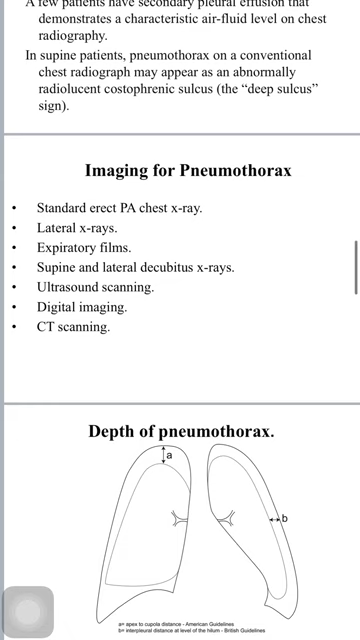 A few patients have secondary pleural effusion that
demonstrates a characteristic air-fluid level on chest
radiography.
In supine patients, pneumothorax on a conventional
chest radiograph may appear as an abnormally
radiolucent costophrenic sulcus (the “deep sulcus”
sign).
Imaging for Pneumothorax
• Standard erect PA chest x-ray.
• Lateral x-rays.
• Expiratory films.
• Supine and lateral decubitus x-rays.
• Ultrasound scanning.
• Digital imaging.
• CT scanning.
Depth of pneumothorax.
a
b
a= apex to cupola distance - American Guidelines
b= interpleural distance at level of the hilum - British Guidelines